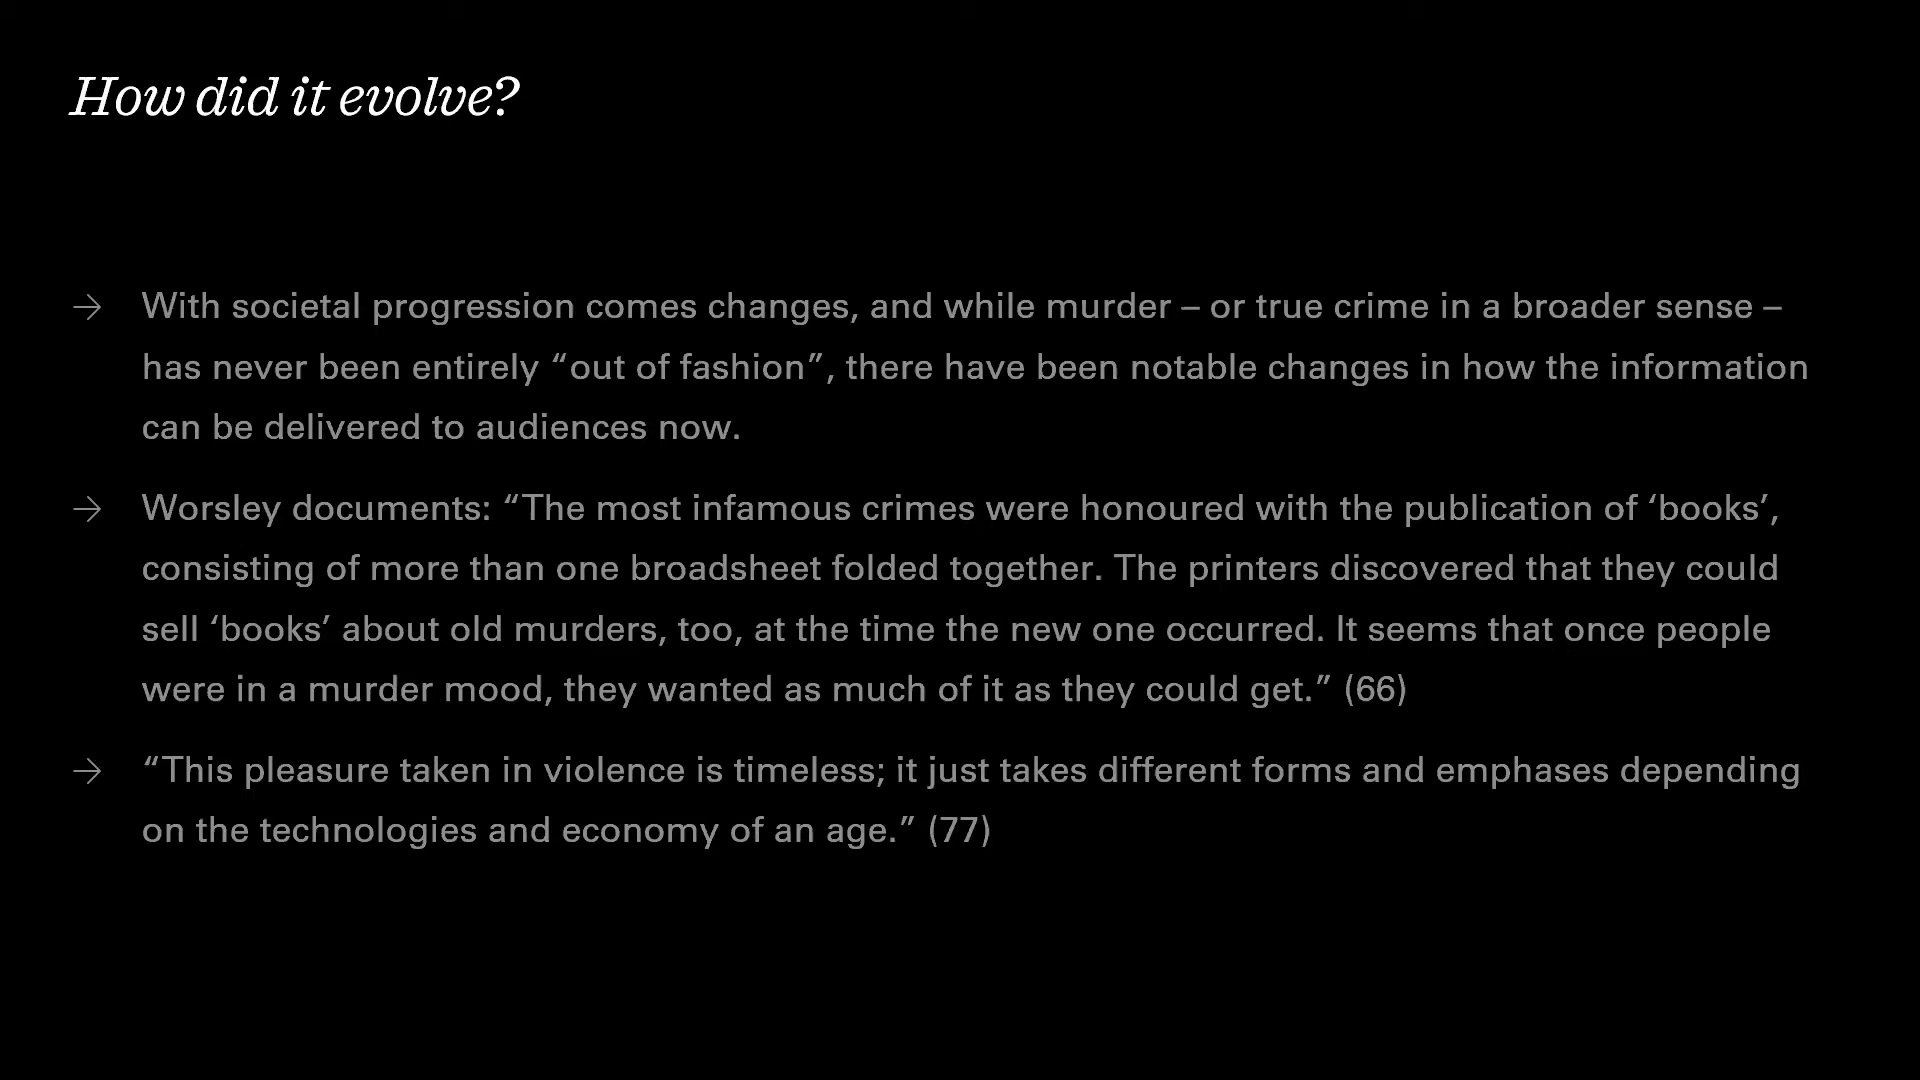 How did it evolve?
→ With societal progression comes changes, and while murder – or true crime in a broader sense –
has never been entirely “out of fashion”, there have been notable changes in how the information
can be delivered to audiences now.
→ Worsley documents: “The most infamous crimes were honoured with the publication of ‘books’,
consisting of more than one broadsheet folded together. The printers discovered that they could
sell ‘books’ about old murders, too, at the time the new one occurred. It seems that once people
were in a murder mood, they wanted as much of it as they could get.” (66)
→ “This pleasure taken in violence is timeless; it just takes different forms and emphases depending
on the technologies and economy of an age.” (77)